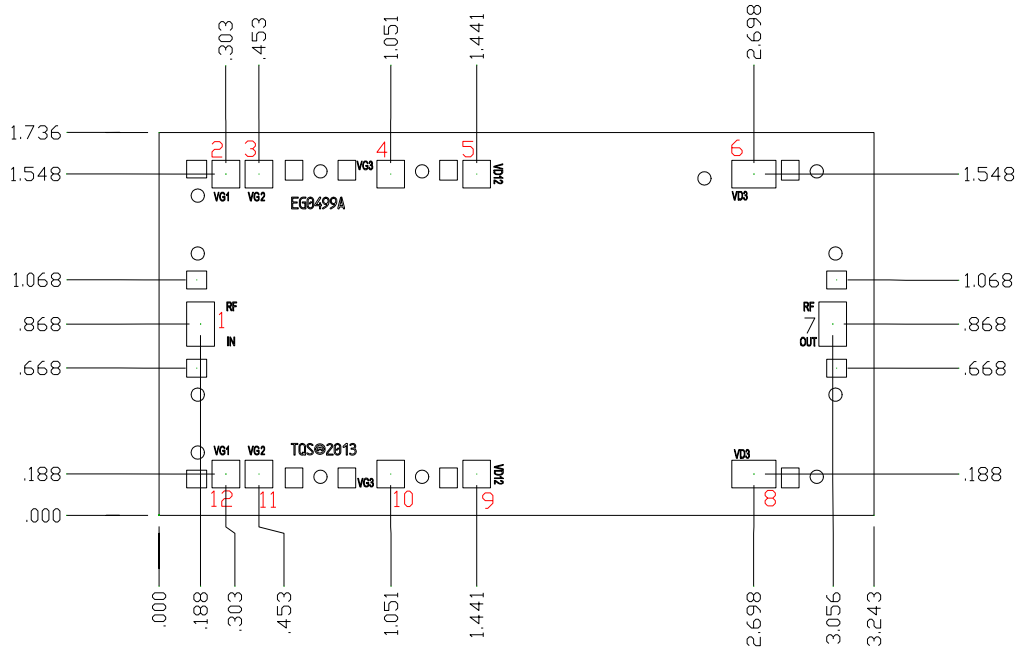 .303
.453
1.051
1.441
2.698
1.736
2
3
4
5
6
1.548
VG3
VD12
1.548
VG1
VG2
VD3
EG0499A
1.068
1.068
RF
RF
.868
1
7
.868
IN
OUT
.668
.668
TQS©2013
VG1
VG2
VD3
.188
VG3
VD12
.188
12
11
10
9
8
.000
.000
.188
.303
.453
1.051
1.441
2.698
3.056
3.243